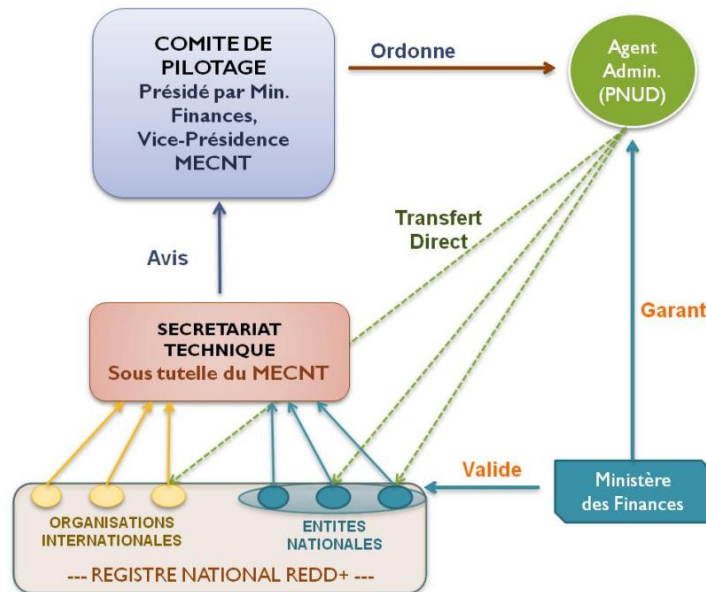 COMITE DE
PILOTAGE
Présidé par Min.
Finances,
Vice-Présidence
MECNT
Ordonne
Agent
Admin.
(PNUD)
Transfert
Direct
Avis
Garant
SECRETARIAT
TECHNIQUE
Sous tutelle du MECNT
Valide
Ministère
des Finances
ORGANISATIONS
INTERNATIONALES
ENTITES
NATIONALES
--- REGISTRE NATIONAL REDD+ ---